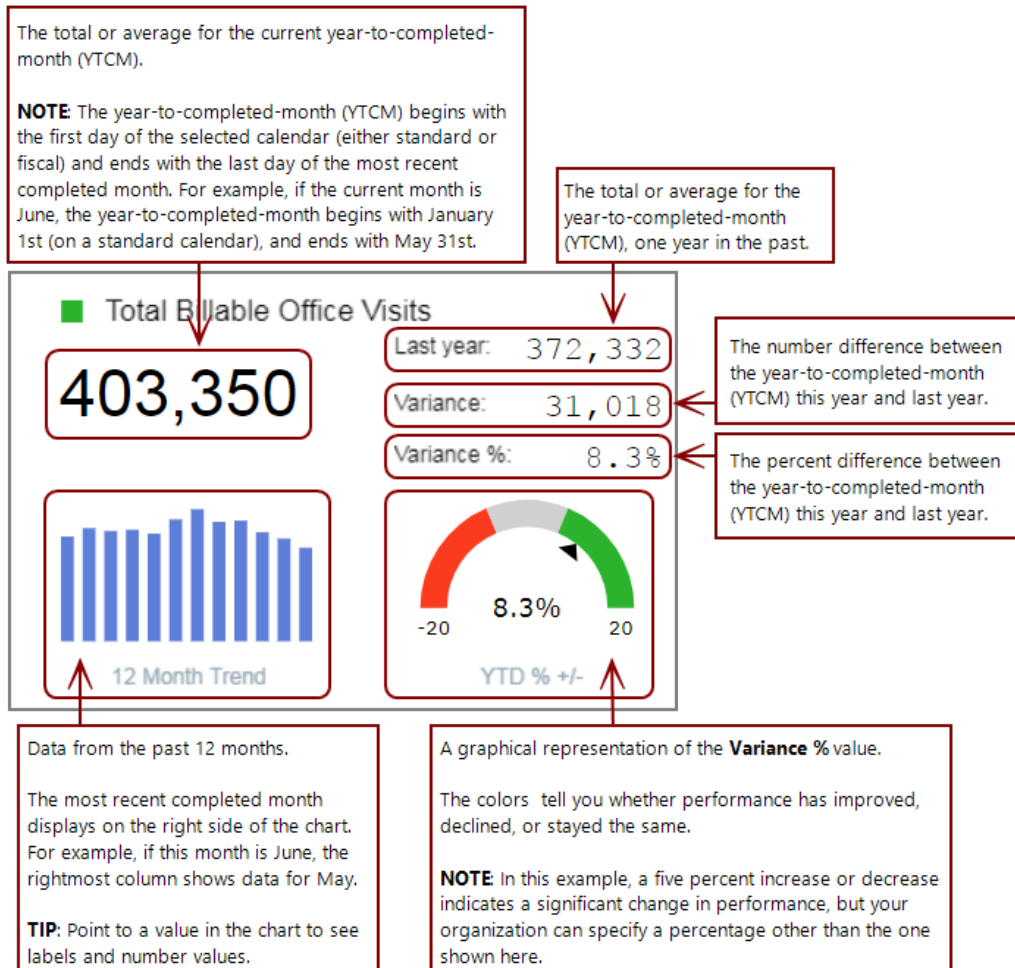 The total or average for the current year-to-completed-
month (YTCM).
NOTE: The year-to-completed-month (YTCM) begins with
the first day of the selected calendar (either standard or
fiscal) and ends with the last day of the most recent
completed month. For example, if the current month is
June, the year-to-completed-month begins with January
1st (on a standard calendar), and ends with May 31st.
The total or average for the
year-to-completed-month
(YTCM), one year in the past.
Total Billable Office Visits
403,350
Last year: 372,332
Variance: 31,018
Variance %: 8.3%
The number difference between
the year-to-completed-month
(YTCM) this year and last year.
The percent difference between
the year-to-completed-month
(YTCM) this year and last year.
12 Month Trend
8.3%
-20 20
YTD % +/-
Data from the past 12 months.
The most recent completed month
displays on the right side of the chart.
For example, if this month is June, the
rightmost column shows data for May.
TIP: Point to a value in the chart to see
labels and number values.
A graphical representation of the Variance % value.
The colors  tell you whether performance has improved,
declined, or stayed the same.
NOTE: In this example, a five percent increase or decrease
indicates a significant change in performance, but your
organization can specify a percentage other than the one
shown here.